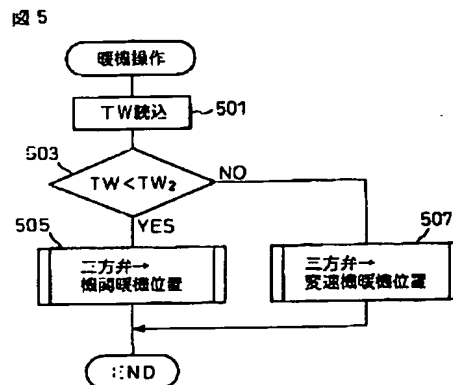 図5
暖機操作
TW読込
501
503
TW<TW₂
NO
YES
505
三方弁→
機関暖機位置
507
三方弁→
変速機暖機位置
END